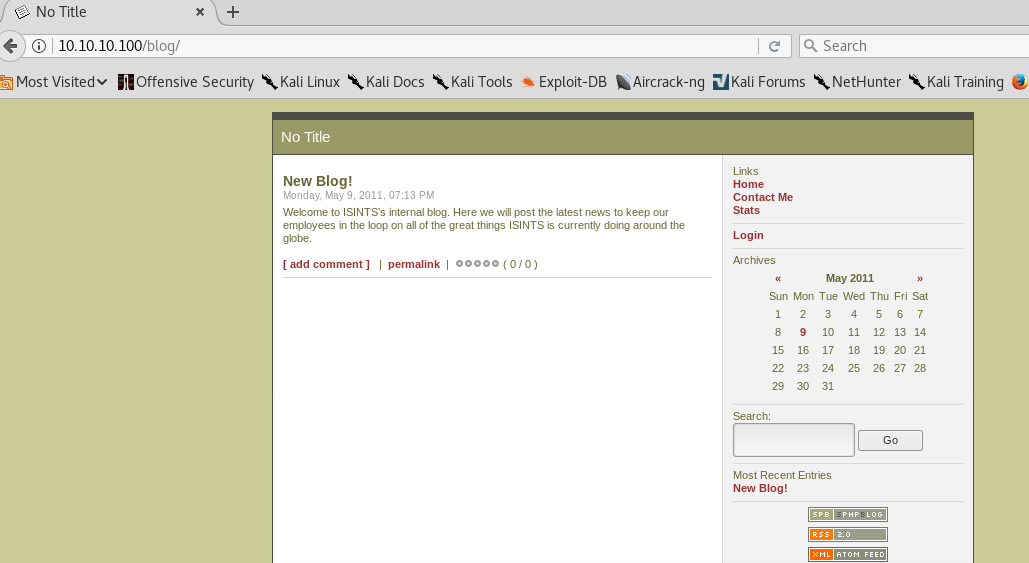 No Title
10.10.10.100/blog/
Search
Most Visited Offensive Security Kali Linux Kali Docs Kali Tools Exploit-DB Aircrack-ng Kali Forums NetHunter Kali Training
No Title
New Blog!
Monday, May 9, 2011, 07:13 PM
Welcome to ISINTS's internal blog. Here we will post the latest news to keep our
employees in the loop on all of the great things ISINTS is currently doing around the
globe.
[ add comment ] | permalink | ( 0 / 0 )
Links
Home
Contact Me
Stats
Login
Archives
« May 2011 »
Sun Mon Tue Wed Thu Fri Sat
1 2 3 4 5 6 7
8 9 10 11 12 13 14
15 16 17 18 19 20 21
22 23 24 25 26 27 28
29 30 31
Search:
Go
Most Recent Entries
New Blog!
SPB SPHPBLOG
RSS 2.0
XML ATOM FEED